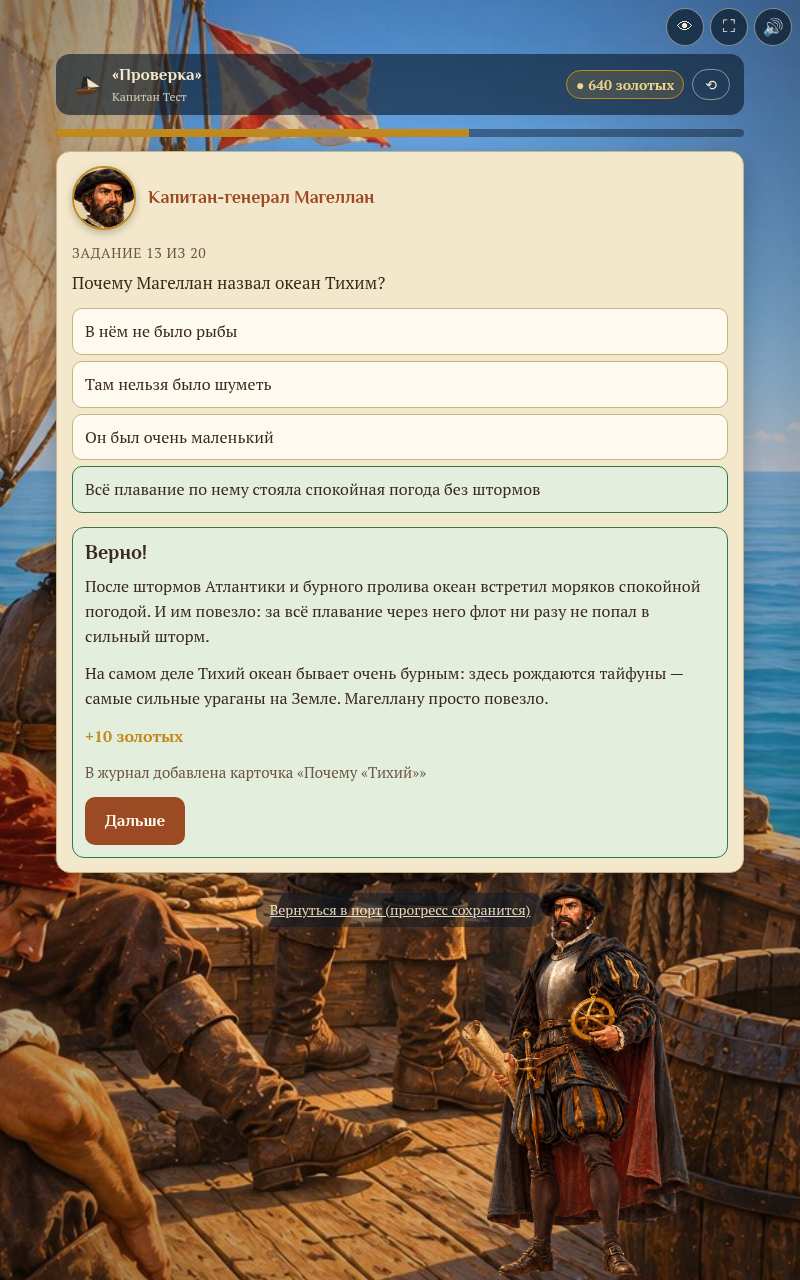 «Проверка»
Капитан Тест
● 640 золотых
Капитан-генерал Магеллан
ЗАДАНИЕ 13 ИЗ 20
Почему Магеллан назвал океан Тихим?
В нём не было рыбы
Там нельзя было шуметь
Он был очень маленький
Всё плавание по нему стояла спокойная погода без штормов
Верно!
После штормов Атлантики и бурного пролива океан встретил моряков спокойной
погодой. И им повезло: за всё плавание через него флот ни разу не попал в
сильный шторм.
На самом деле Тихий океан бывает очень бурным: здесь рождаются тайфуны —
самые сильные ураганы на Земле. Магеллану просто повезло.
+10 золотых
В журнал добавлена карточка «Почему «Тихий»»
Дальше
Вернуться в порт (прогресс сохранится)